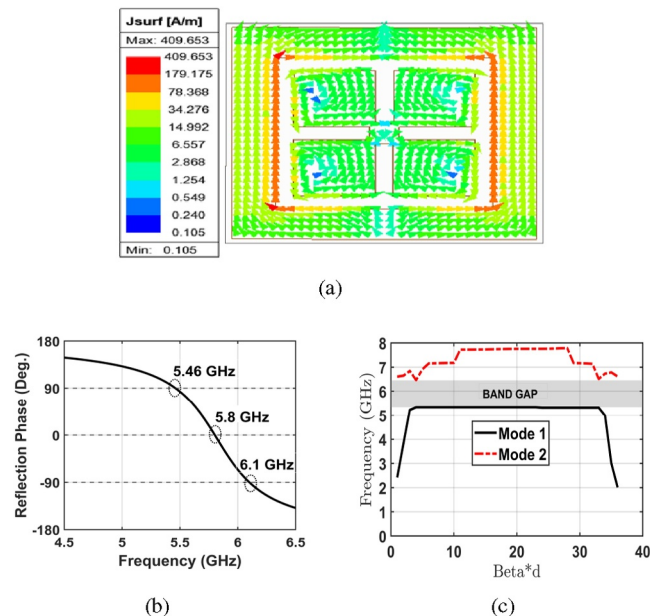 Jsurf [A/m]
Max: 409.653
409.653
179.175
78.368
34.276
14.992
6.557
2.868
1.254
0.549
0.240
0.105
Min: 0.105
(a)
Reflection Phase (Deg.)
180
90
0
-90
-180
5.46 GHz
5.8 GHz
6.1 GHz
4.5 5 5.5 6 6.5
Frequency (GHz)
(b)
Frequency (GHz)
8
7
6
5
4
3
2
1
0
BAND GAP
Mode 1
Mode 2
0 10 20 30 40
Beta*d
(c)